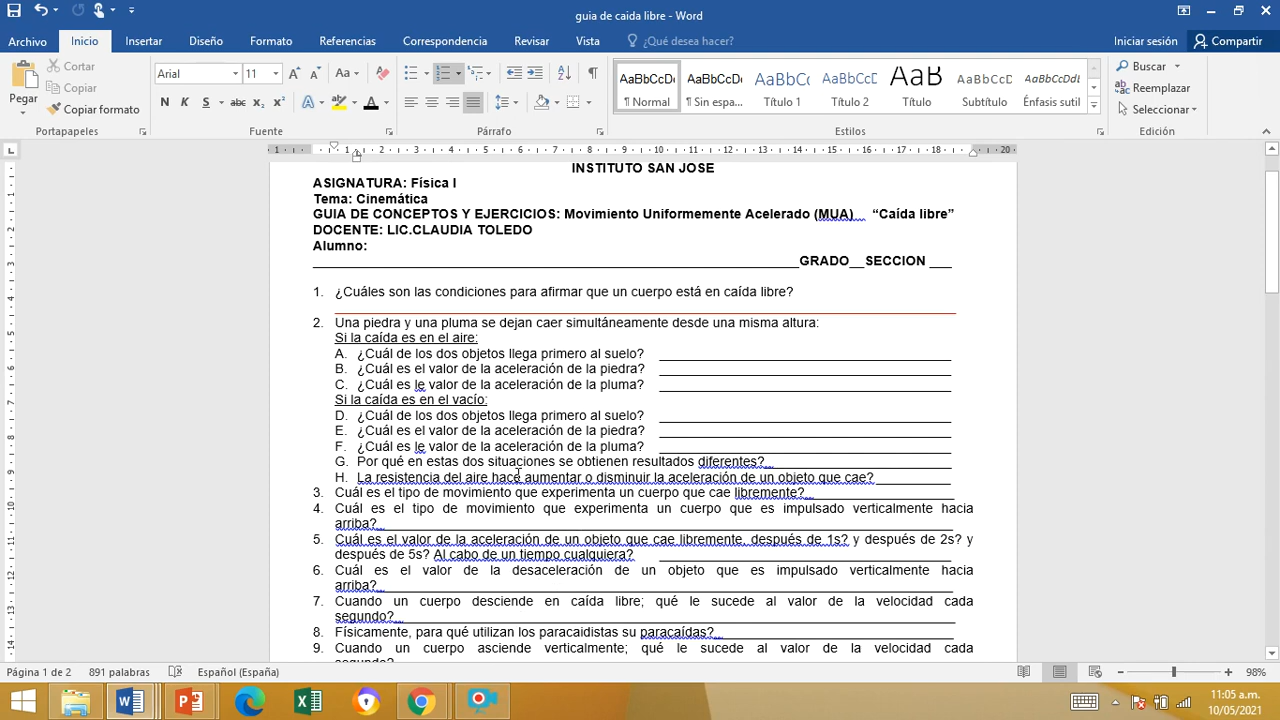 guia de caida libre - Word
Archivo Inicio Insertar Diseño Formato Referencias Correspondencia Revisar Vista ¿Qué desea hacer? Iniciar sesión Compartir
Pegar
Cortar
Copiar
Copiar formato
Portapapeles
Arial 11
Aa
N K S abc x₂ x²
Fuente
Párrafo
AaBbCcDc AaBbCcDc AaBbCc AaBbCcD AaB AaBbCcD AaBbCcDd
¶ Normal ¶ Sin espa... Título 1 Título 2 Título Subtítulo Énfasis sutil
Estilos
Buscar
Reemplazar
Seleccionar
Edición
INSTITUTO SAN JOSE
ASIGNATURA: Física I
Tema: Cinemática
GUIA DE CONCEPTOS Y EJERCICIOS: Movimiento Uniformemente Acelerado (MUA) “Caída libre”
DOCENTE: LIC.CLAUDIA TOLEDO
Alumno:
GRADO__SECCION ___
1. ¿Cuáles son las condiciones para afirmar que un cuerpo está en caída libre?
2. Una piedra y una pluma se dejan caer simultáneamente desde una misma altura:
Si la caída es en el aire:
A. ¿Cuál de los dos objetos llega primero al suelo?
B. ¿Cuál es el valor de la aceleración de la piedra?
C. ¿Cuál es le valor de la aceleración de la pluma?
Si la caída es en el vacío:
D. ¿Cuál de los dos objetos llega primero al suelo?
E. ¿Cuál es el valor de la aceleración de la piedra?
F. ¿Cuál es le valor de la aceleración de la pluma?
G. Por qué en estas dos situaciones se obtienen resultados diferentes?
H. La resistencia del aire hace aumentar o disminuir la aceleración de un objeto que cae?
3. Cuál es el tipo de movimiento que experimenta un cuerpo que cae libremente?
4. Cuál es el tipo de movimiento que experimenta un cuerpo que es impulsado verticalmente hacia
arriba?
5. Cuál es el valor de la aceleración de un objeto que cae libremente, después de 1s? y después de 2s? y
después de 5s? Al cabo de un tiempo cualquiera?
6. Cuál es el valor de la desaceleración de un objeto que es impulsado verticalmente hacia
arriba?
7. Cuando un cuerpo desciende en caída libre; qué le sucede al valor de la velocidad cada
segundo?
8. Físicamente, para qué utilizan los paracaidistas su paracaídas?
9. Cuando un cuerpo asciende verticalmente; qué le sucede al valor de la velocidad cada
segundo?
Página 1 de 2 891 palabras Español (España) 98%
11:05 a.m.
10/05/2021